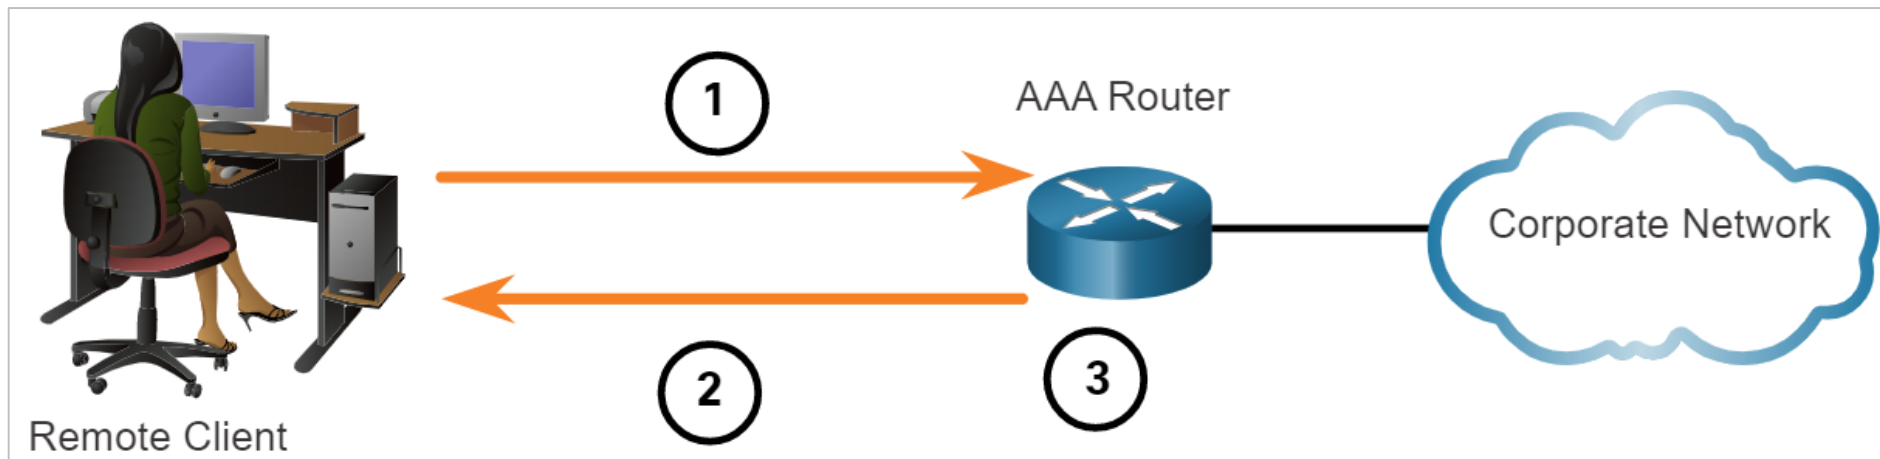 1
AAA Router
Corporate Network
2
3
Remote Client